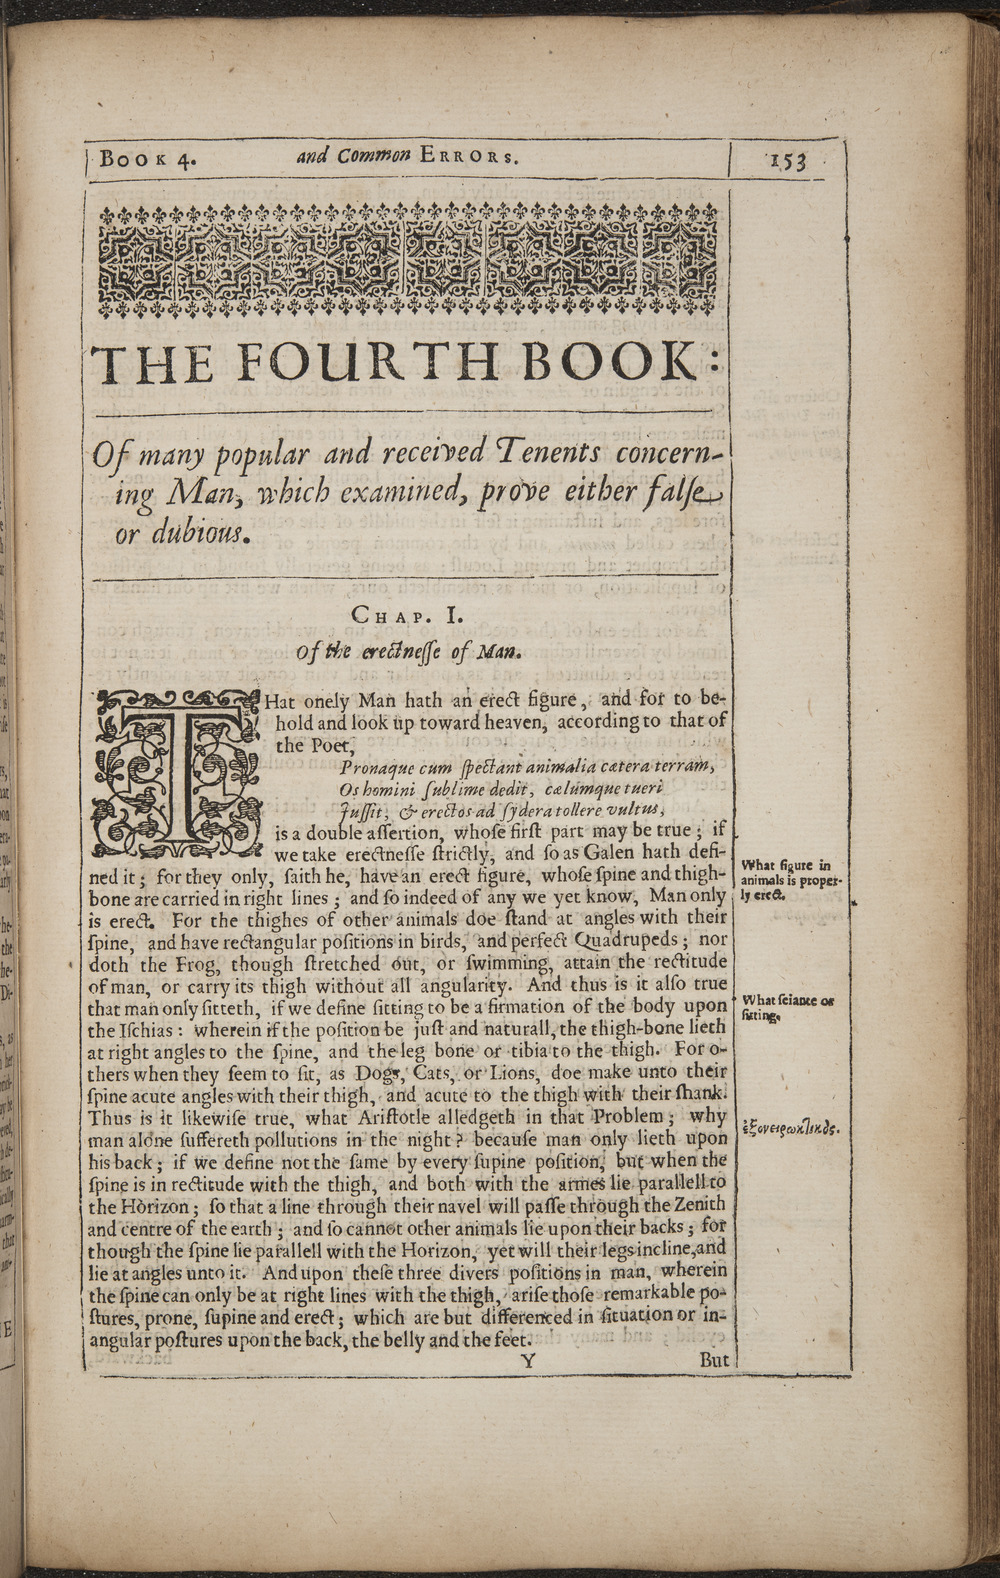 BOOK 4. and Common ERRORS. 153
THE FOURTH BOOK:
Of many popular and received Tenents concern-
ing Man, which examined, prove either falſe
or dubious.
CHAP. I.
Of the erectneſſe of Man.
THat onely Man hath an erect figure, and for to be-
hold and look up toward heaven, according to that of
the Poet,
Pronaque cum ſpectant animalia cætera terram,
Os homini ſublime dedit, cælumque tueri
Juſſit, & erectos ad ſydera tollere vultus,
is a double aſſertion, whoſe firſt part may be true; if
we take erectneſſe ſtrictly, and ſo as Galen hath defi-
ned it; for they only, ſaith he, have an erect figure, whoſe ſpine and thigh-
bone are carried in right lines; and ſo indeed of any we yet know, Man only
is erect. For the thighes of other animals doe ſtand at angles with their
ſpine, and have rectangular poſitions in birds, and perfect Quadrupeds; nor
doth the Frog, though ſtretched out, or ſwimming, attain the rectitude
of man, or carry its thigh without all angularity. And thus is it alſo true
that man only ſitteth, if we define ſitting to be a firmation of the body upon
the Iſchias: wherein if the poſition be juſt and naturall, the thigh-bone lieth
at right angles to the ſpine, and the leg bone or tibia to the thigh. For o-
thers when they ſeem to ſit, as Dogs, Cats, or Lions, doe make unto their
ſpine acute angles with their thigh, and acute to the thigh with their ſhank.
Thus is it likewiſe true, what Ariſtotle alledgeth in that Problem; why
man alone ſuffereth pollutions in the night? becauſe man only lieth upon
his back; if we define not the ſame by every ſupine poſition, but when the
ſpine is in rectitude with the thigh, and both with the armes lie parallell to
the Horizon; ſo that a line through their navel will paſſe through the Zenith
and centre of the earth; and ſo cannot other animals lie upon their backs; for
though the ſpine lie parallell with the Horizon, yet will their legs incline, and
lie at angles unto it. And upon theſe three divers poſitions in man, wherein
the ſpine can only be at right lines with the thigh, ariſe thoſe remarkable po-
ſtures, prone, ſupine and erect; which are but differenced in ſituation or in-
angular poſtures upon the back, the belly and the feet.
Y But
What figure in
animals is proper-
ly erect.
What ſeiance or
ſitting.
ἐξονειρωκτικὸς.